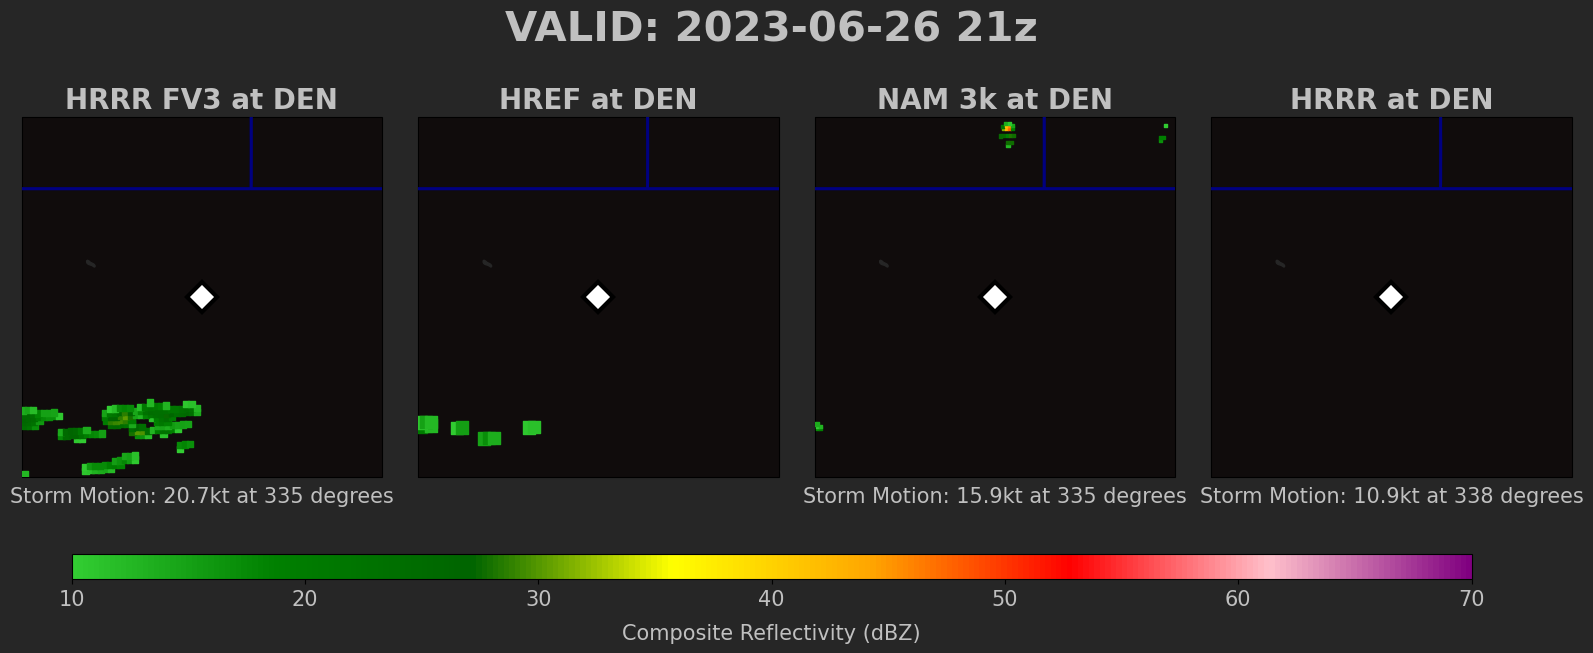 VALID: 2023-06-26 21z
HRRR FV3 at DEN
HREF at DEN
NAM 3k at DEN
HRRR at DEN
Storm Motion: 20.7kt at 335 degrees
Storm Motion: 15.9kt at 335 degrees
Storm Motion: 10.9kt at 338 degrees
10 20 30 40 50 60 70
Composite Reflectivity (dBZ)